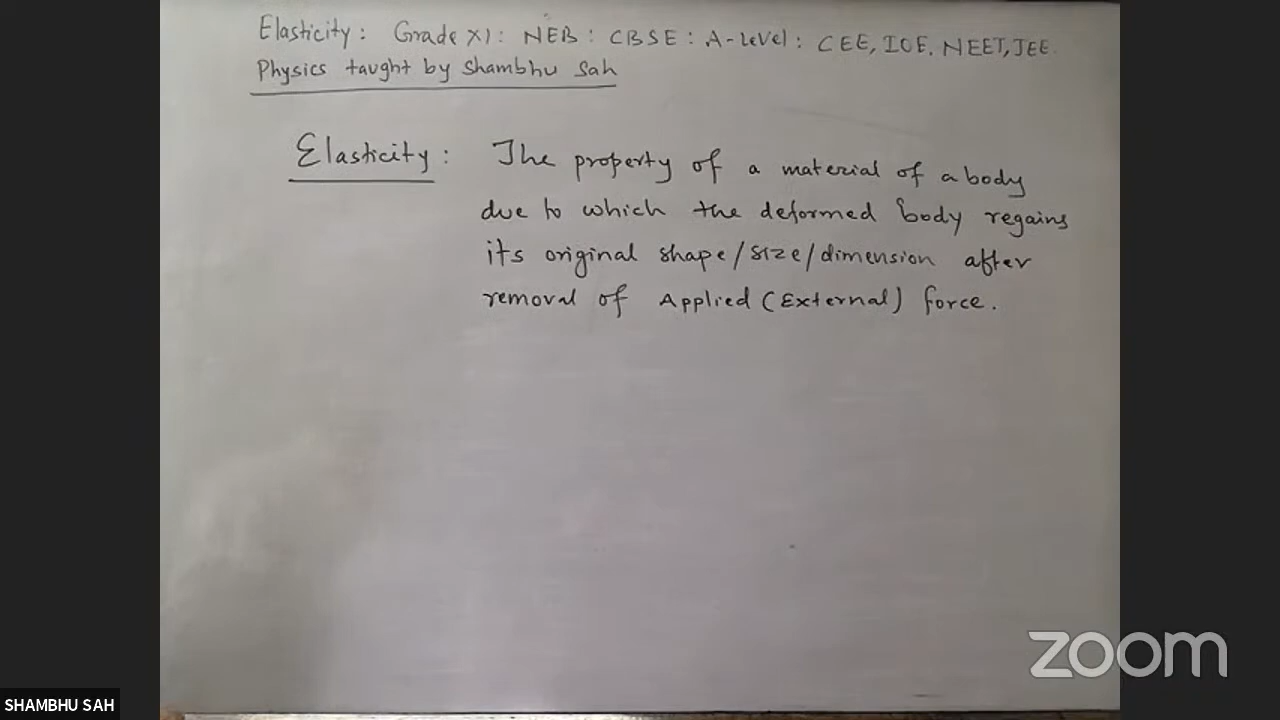 Elasticity: Grade XI: NEB: CBSE: A-Level: CEE, IOE, NEET, JEE.
Physics taught by Shambhu Sah
Elasticity: The property of a material of a body
due to which the deformed body regains
its original shape/size/dimension after
removal of Applied (External) force.
zoom
SHAMBHU SAH